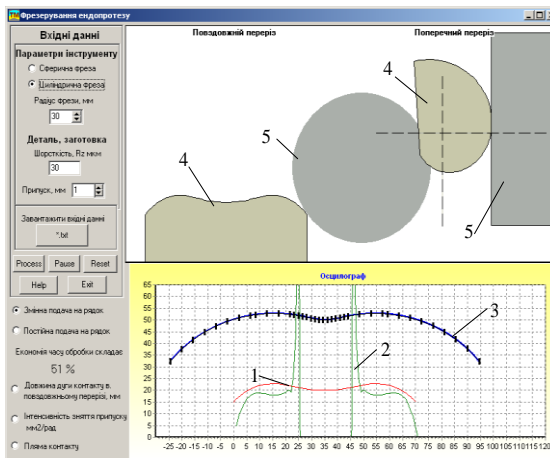 Фрезерування ендопротезу
Вхідні данні
Параметри інструменту
Сферична фреза
Циліндрична фреза
Радіус фрези, мм
30
Деталь, заготовка
Шорсткість, Rz мкм
30
Припуск, мм 1
Завантажити вхідні данні
*.txt
Process Pause Reset
Help Exit
Змінна подача на рядок
Постійна подача на рядок
Економія часу обробки складає
51 %
Довжина дуги контакту в
повздовжньому перерізі, мм
Інтенсивність зняття припуску
мм2/рад
Пляма контакту
Повздовжній переріз
Поперечний переріз
4
4
5
5
Осцилограф
65
60
55
50
45
40
35
30
25
20
15
10
5
0
1
2
3
-25 -20 -15 -10 -5 0 5 10 15 20 25 30 35 40 45 50 55 60 65 70 75 80 85 90 95 100 105 110 115 120